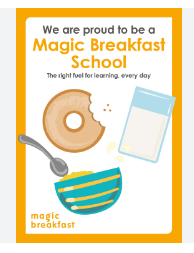 We are proud to be a
Magic Breakfast
School
The right fuel for learning, every day
magic
breakfast